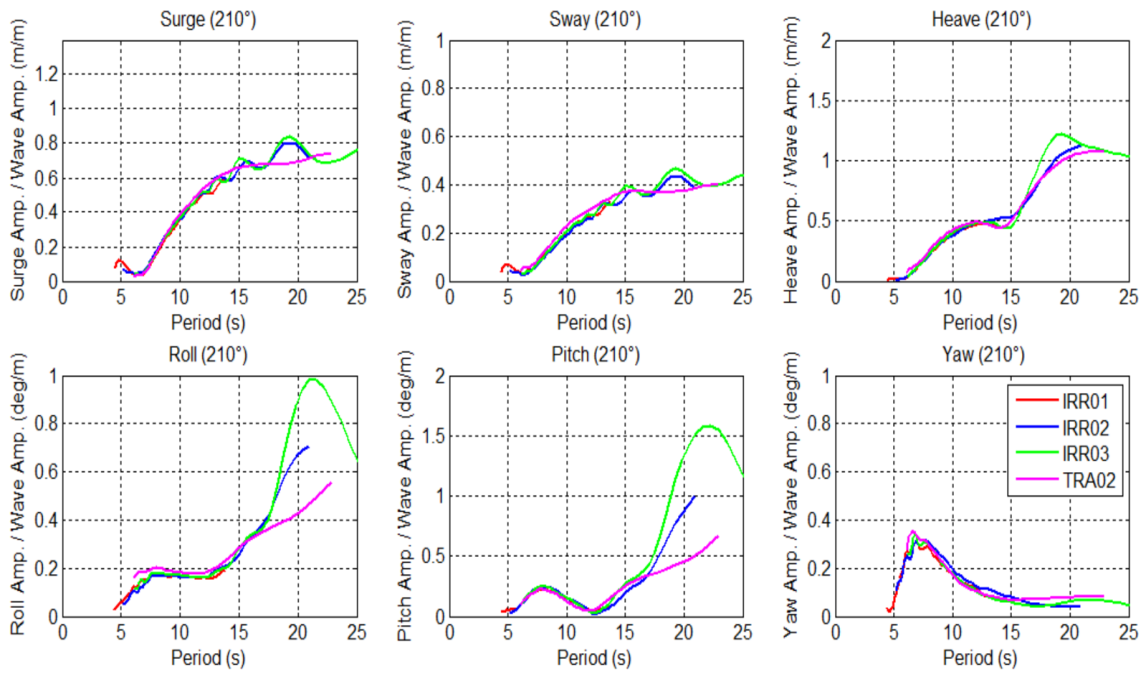 Surge (210°)
Surge Amp. / Wave Amp. (m/m)
1.2
1
0.8
0.6
0.4
0.2
0
0 5 10 15 20 25
Period (s)
Sway (210°)
Sway Amp. / Wave Amp. (m/m)
1
0.8
0.6
0.4
0.2
0
0 5 10 15 20 25
Period (s)
Heave (210°)
Heave Amp. / Wave Amp. (m/m)
2
1.5
1
0.5
0
0 5 10 15 20 25
Period (s)
Roll (210°)
Roll Amp. / Wave Amp. (deg/m)
1
0.8
0.6
0.4
0.2
0
0 5 10 15 20 25
Period (s)
Pitch (210°)
Pitch Amp. / Wave Amp. (deg/m)
2
1.5
1
0.5
0
0 5 10 15 20 25
Period (s)
Yaw (210°)
Yaw Amp. / Wave Amp. (deg/m)
1
0.8
0.6
0.4
0.2
0
0 5 10 15 20 25
Period (s)
IRR01
IRR02
IRR03
TRA02